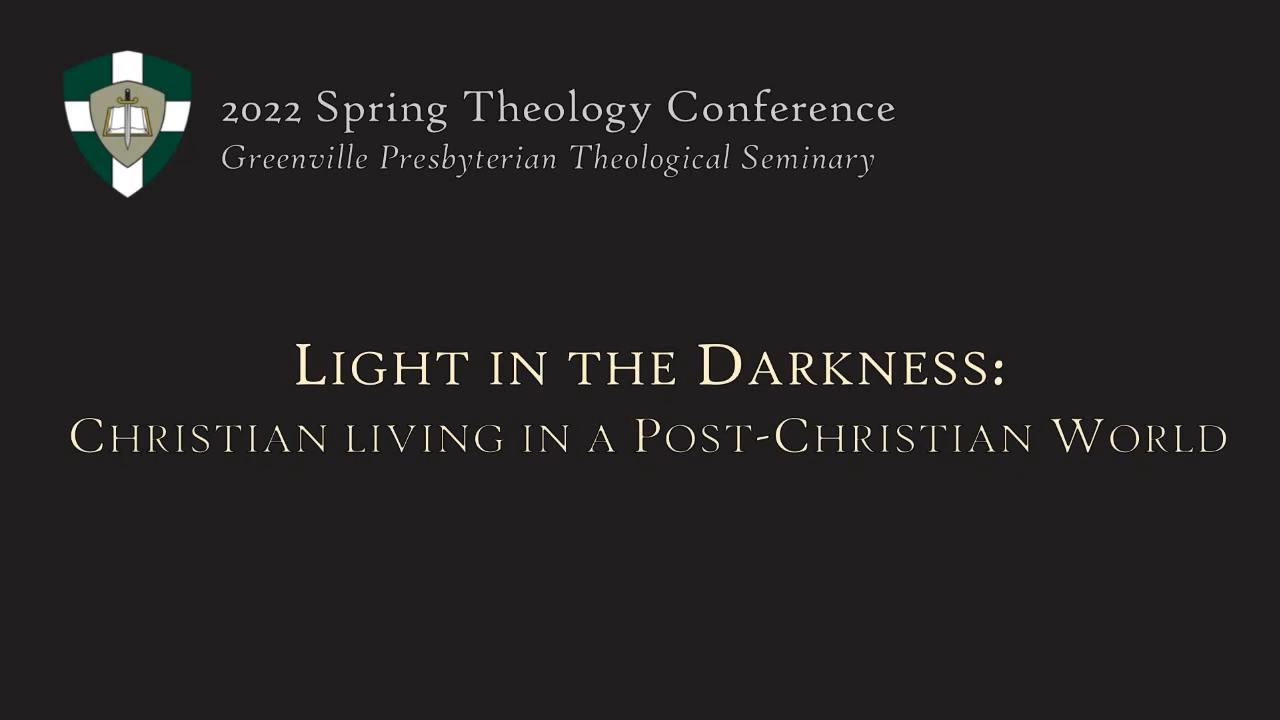 2022 Spring Theology Conference
Greenville Presbyterian Theological Seminary
Light in the Darkness:
Christian living in a Post-Christian World